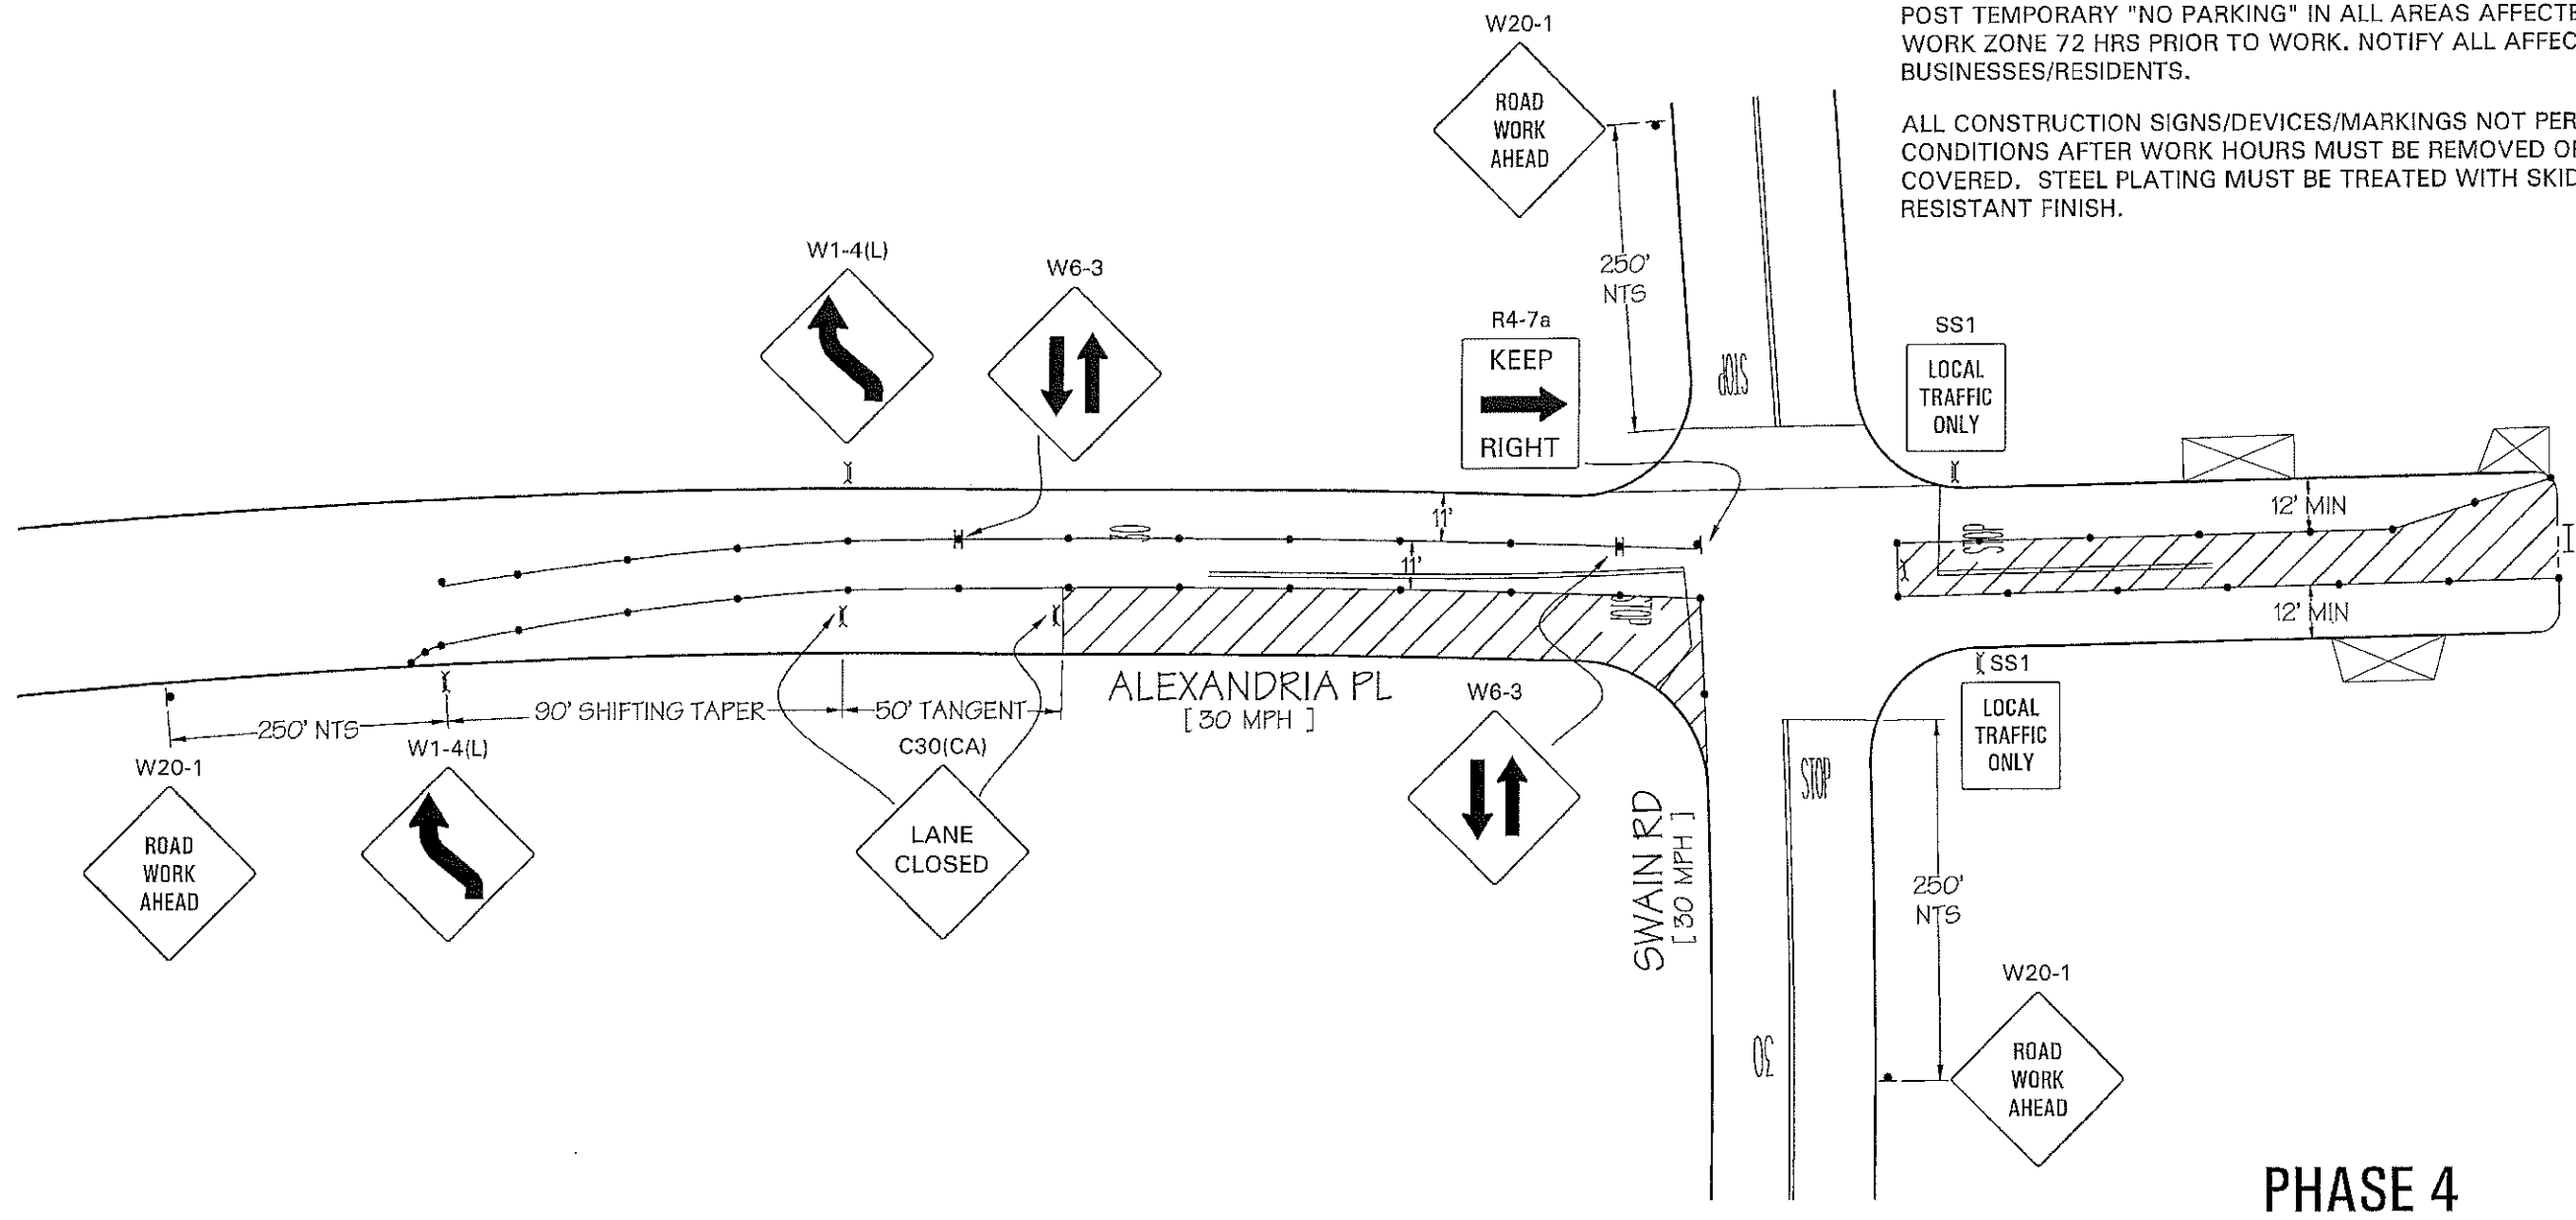 POST TEMPORARY "NO PARKING" IN ALL AREAS
WORK ZONE 72 HRS PRIOR TO WORK. NOTIFY ALL
BUSINESSES/RESIDENTS.
ALL CONSTRUCTION SIGNS/DEVICES/MARKINGS NOT
CONDITIONS AFTER WORK HOURS MUST BE REMOVED
COVERED. STEEL PLATING MUST BE TREATED WITH SKID
RESISTANT FINISH.
W20-1
ROAD
WORK
AHEAD
250'
NTS
W1-4(L)
W6-3
R4-7a
KEEP
RIGHT
STOP
SS1
LOCAL
TRAFFIC
ONLY
11'
11'
STOP
12' MIN
12' MIN
STOP
ALEXANDRIA PL
[ 30 MPH ]
250' NTS
90' SHIFTING TAPER
50' TANGENT
W20-1
ROAD
WORK
AHEAD
W1-4(L)
C30(CA)
LANE
CLOSED
W6-3
SWAIN RD
[ 30 MPH ]
STOP
30
SS1
LOCAL
TRAFFIC
ONLY
250'
NTS
W20-1
ROAD
WORK
AHEAD
PHASE 4